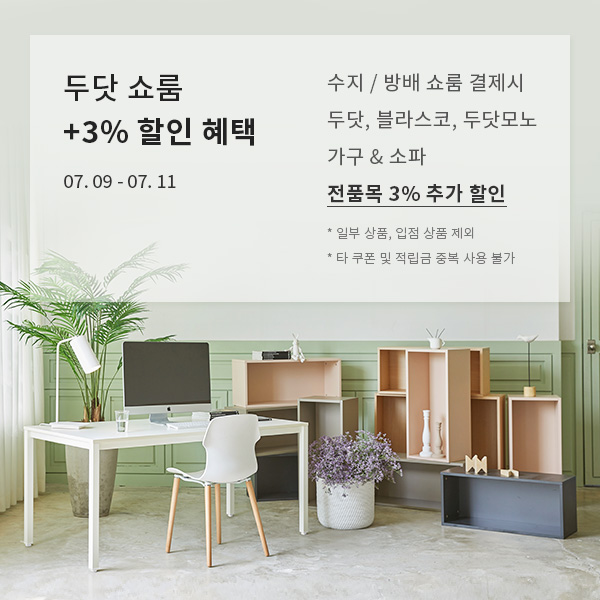 두닷 쇼룸
+3% 할인 혜택
07. 09 - 07. 11
수지 / 방배 쇼룸 결제시
두닷, 블라스코, 두닷모노
가구 & 소파
전품목 3% 추가 할인
* 일부 상품, 입점 상품 제외
* 타 쿠폰 및 적립금 중복 사용 불가